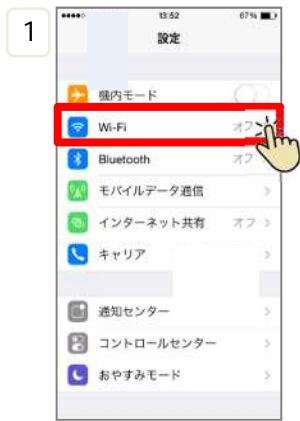 1
13:52
67%
設定
機内モード
Wi-Fi オフ
Bluetooth オフ
モバイルデータ通信
インターネット共有 オフ
キャリア
通知センター
コントロールセンター
おやすみモード